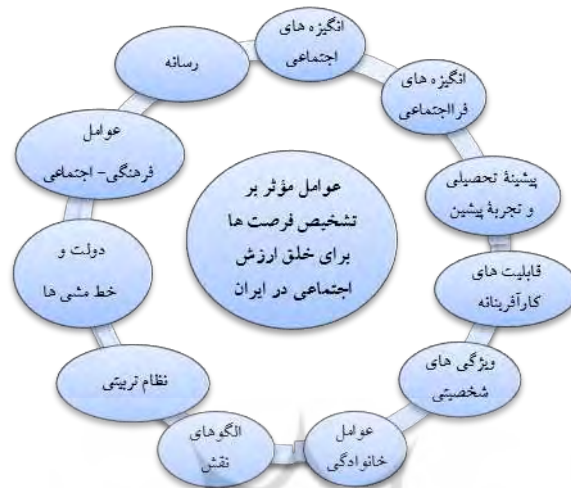 عوامل مؤثر بر
تشخیص فرصت ها
برای خلق ارزش
اجتماعی در ایران
انگیزه های
اجتماعی
انگیزه های
فرااجتماعی
پیشینۀ تحصیلی
و تجربۀ پیشین
قابلیت های
کارآفرینانه
ویژگی های
شخصیتی
عوامل
خانوادگی
الگوهای
نقش
نظام تربیتی
دولت و
خط مشی ها
عوامل
فرهنگی- اجتماعی
رسانه